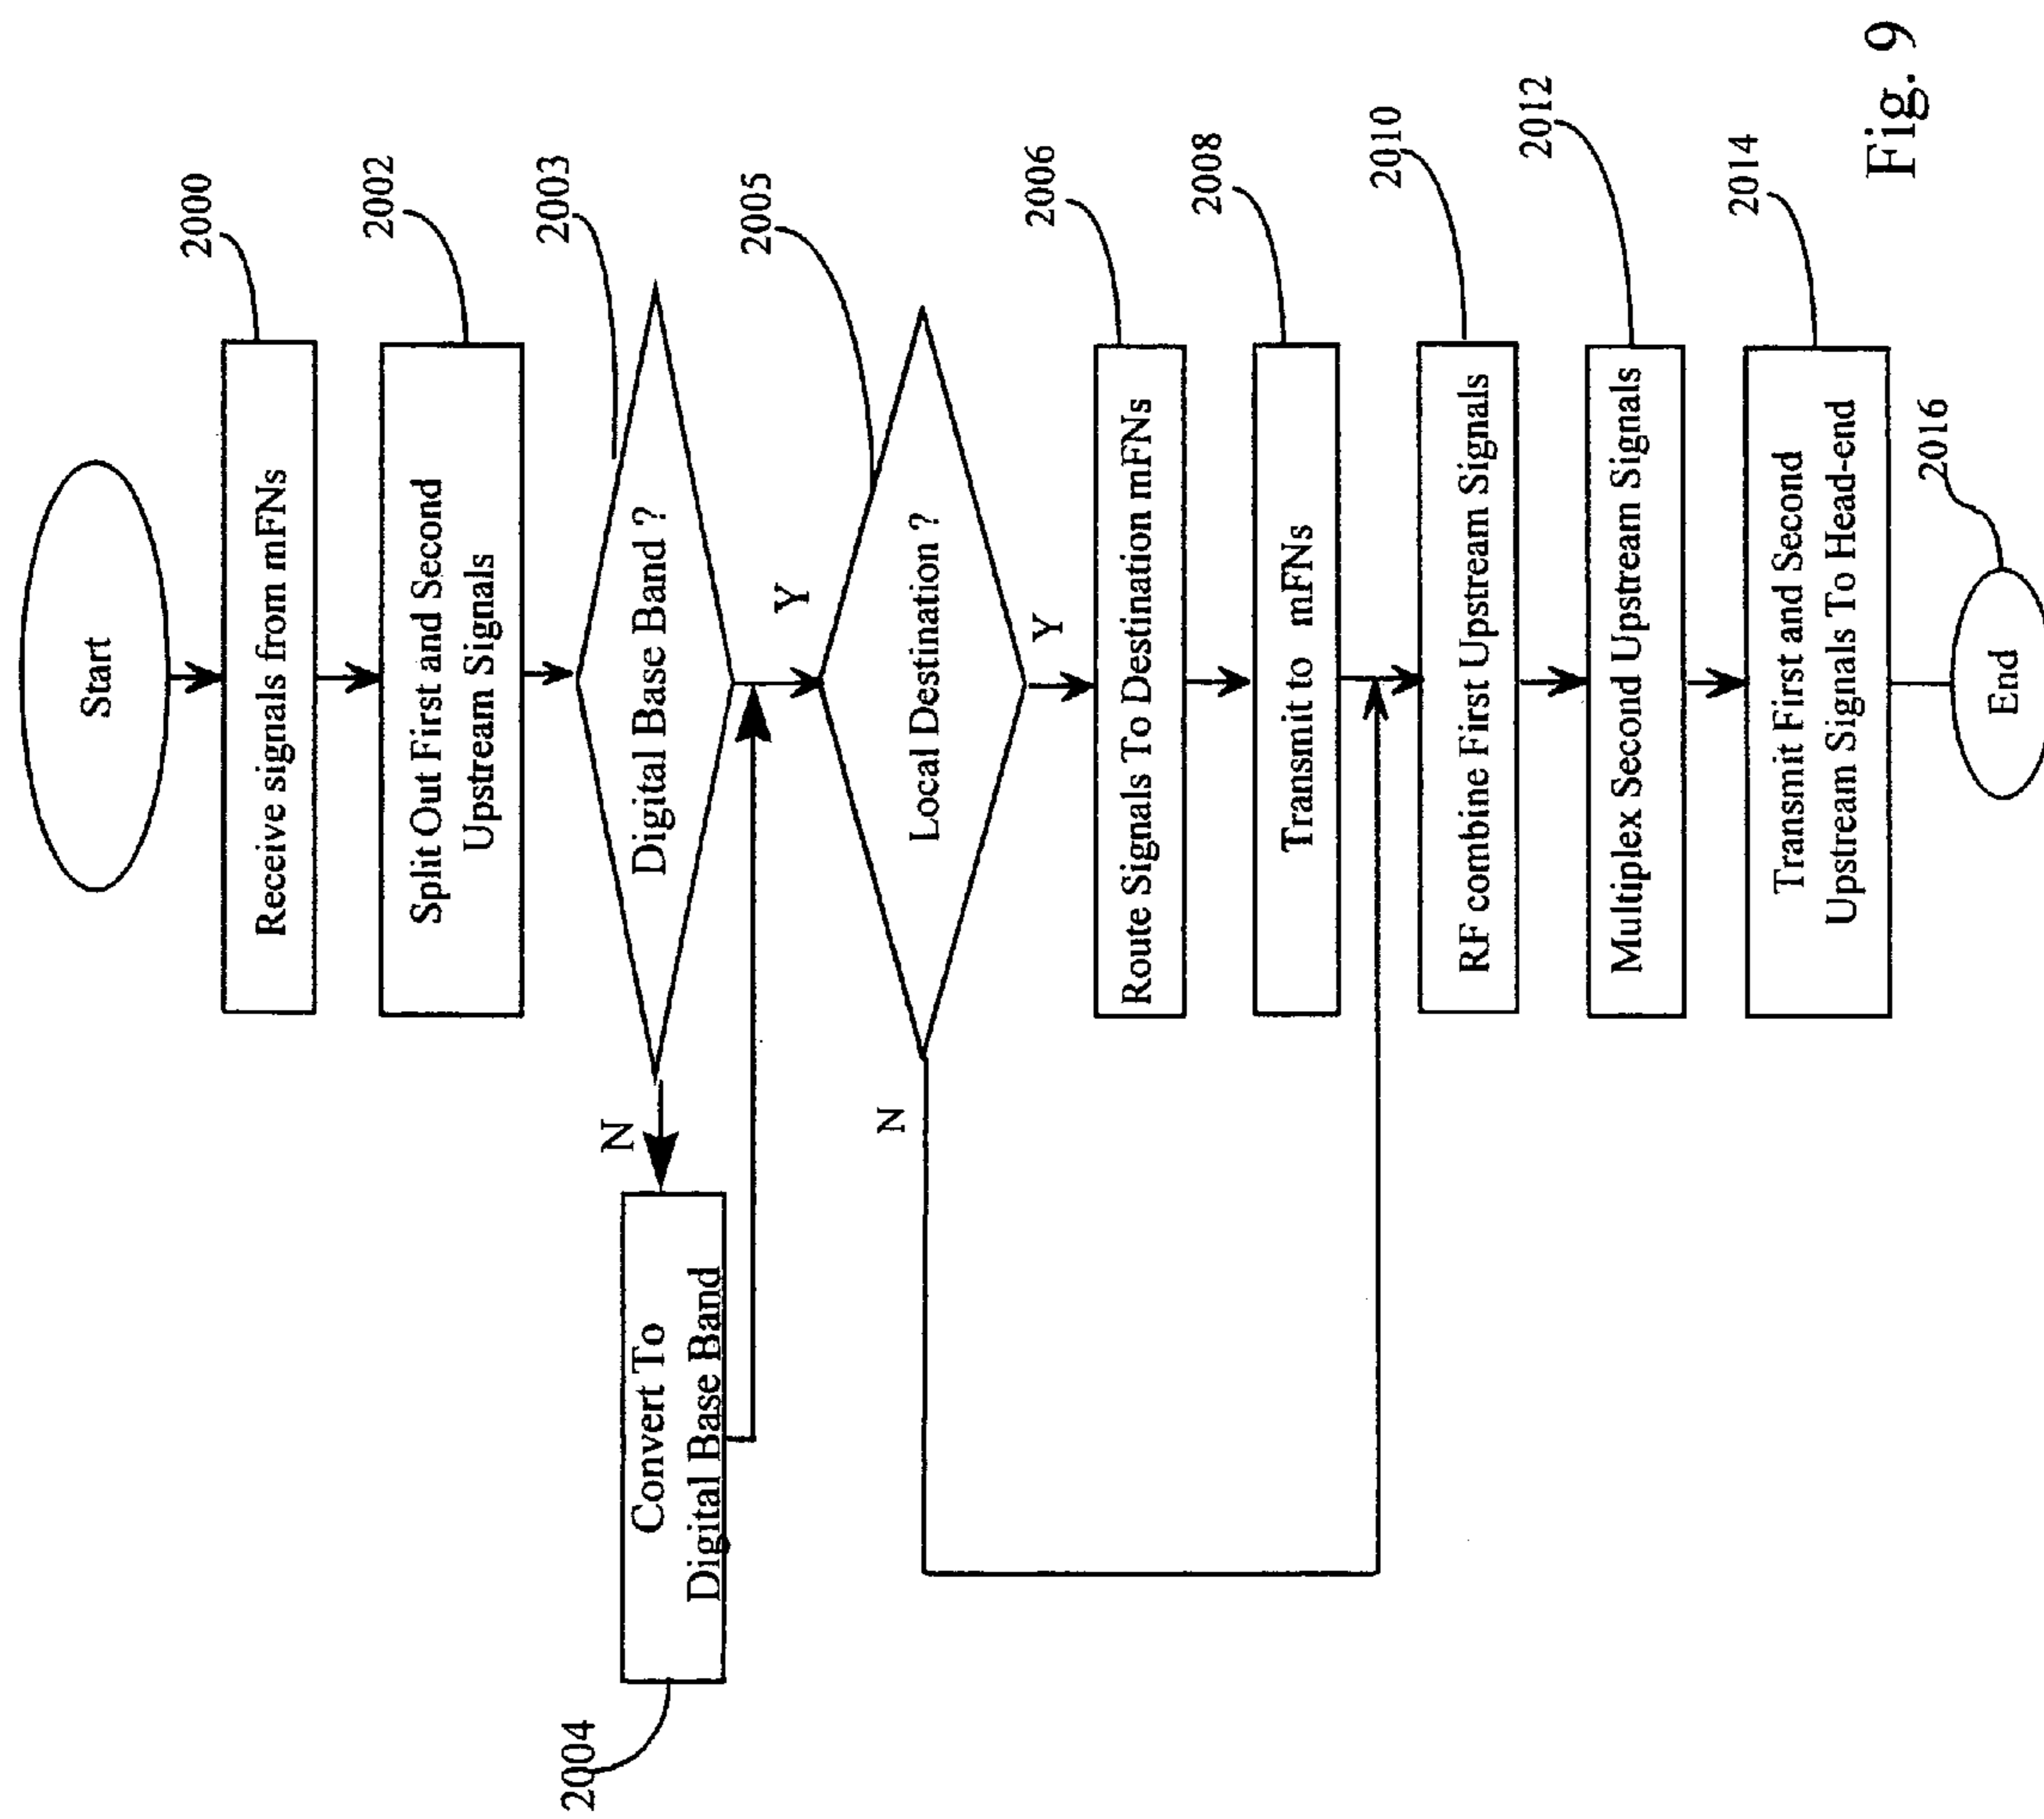 Start
2000
Receive signals from mFNs
2002
Split Out First and Second
Upstream Signals
2003
Digital Base Band ?
N
2004
Convert To
Digital Base Band
Y
2005
Local Destination ?
N
Y
2006
Route Signals To Destination mFNs
2008
Transmit to mFNs
2010
RF combine First Upstream Signals
2012
Multiplex Second Upstream Signals
2014
Transmit First and Second
Upstream Signals To Head-end
2016
End
Fig. 9